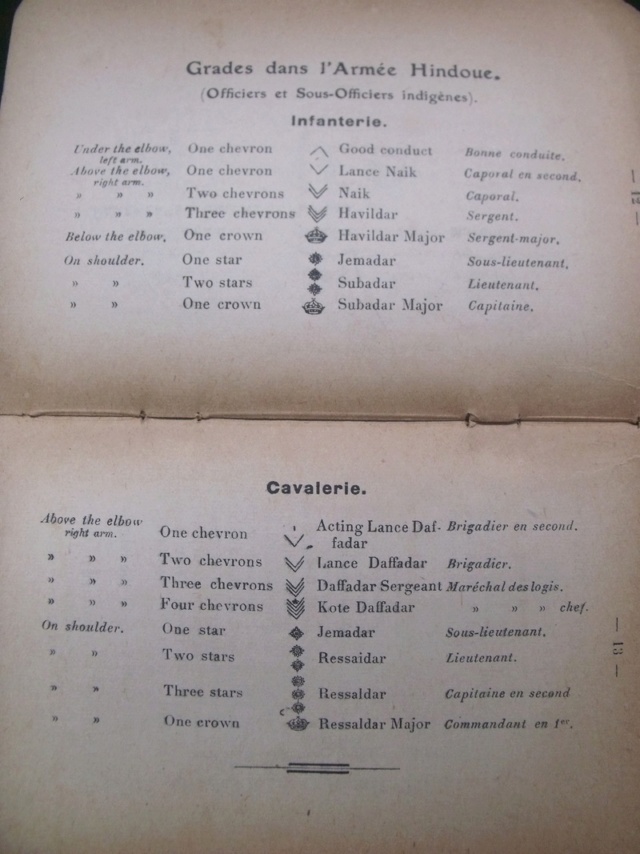 Grades dans l'Armée Hindoue.
(Officiers et Sous-Officiers indigènes).
Infanterie.
Under the elbow, left arm. One chevron Good conduct Bonne conduite.
Above the elbow, right arm. One chevron Lance Naik Caporal en second.
» » » Two chevrons Naik Caporal.
» » » Three chevrons Havildar Sergent.
Below the elbow, One crown Havildar Major Sergent-major.
On shoulder. One star Jemadar Sous-lieutenant.
» » Two stars Subadar Lieutenant.
» » One crown Subadar Major Capitaine.
Cavalerie.
Above the elbow right arm. One chevron Acting Lance Daf- Brigadier en second.
fadar
» » » Two chevrons Lance Daffadar Brigadier.
» » » Three chevrons Daffadar Sergeant Maréchal des logis.
» » » Four chevrons Kote Daffadar » » » chef.
On shoulder. One star Jemadar Sous-lieutenant.
» » Two stars Ressaidar Lieutenant.
» » Three stars Ressaldar Capitaine en second
» » One crown Ressaldar Major Commandant en 1er.
— 13 —